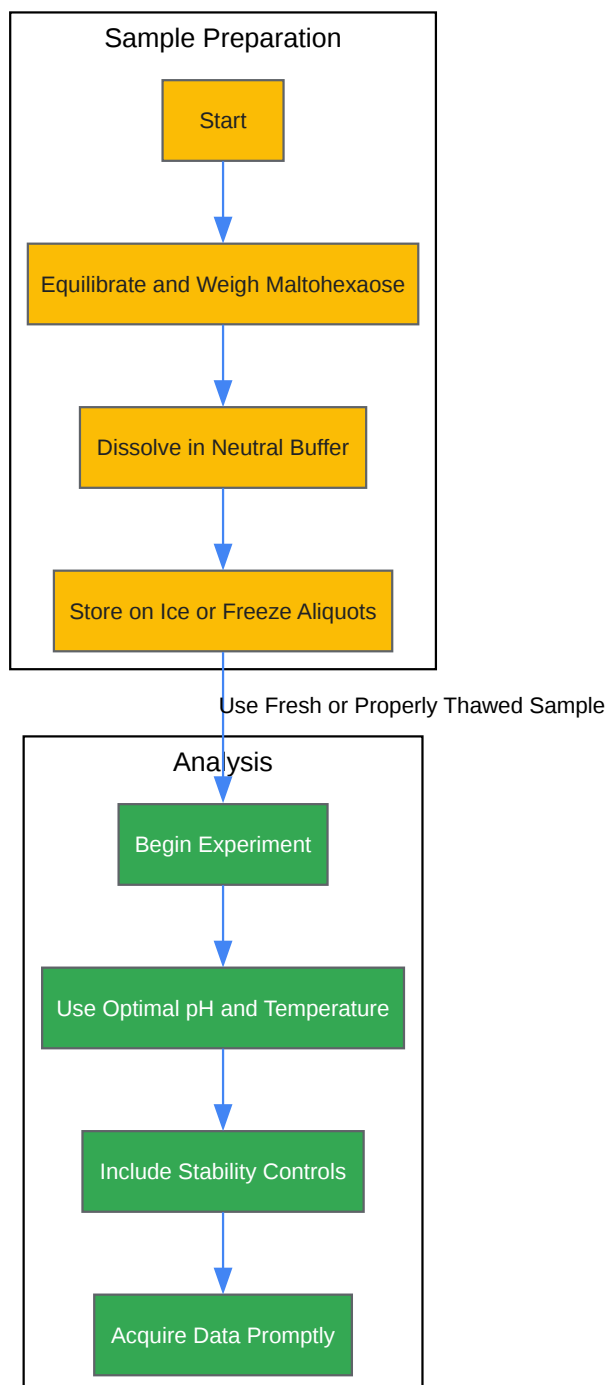 Sample Preparation
Start
Equilibrate and Weigh Maltohexaose
Dissolve in Neutral Buffer
Store on Ice or Freeze Aliquots
Use Fresh or Properly Thawed Sample
Analysis
Begin Experiment
Use Optimal pH and Temperature
Include Stability Controls
Acquire Data Promptly